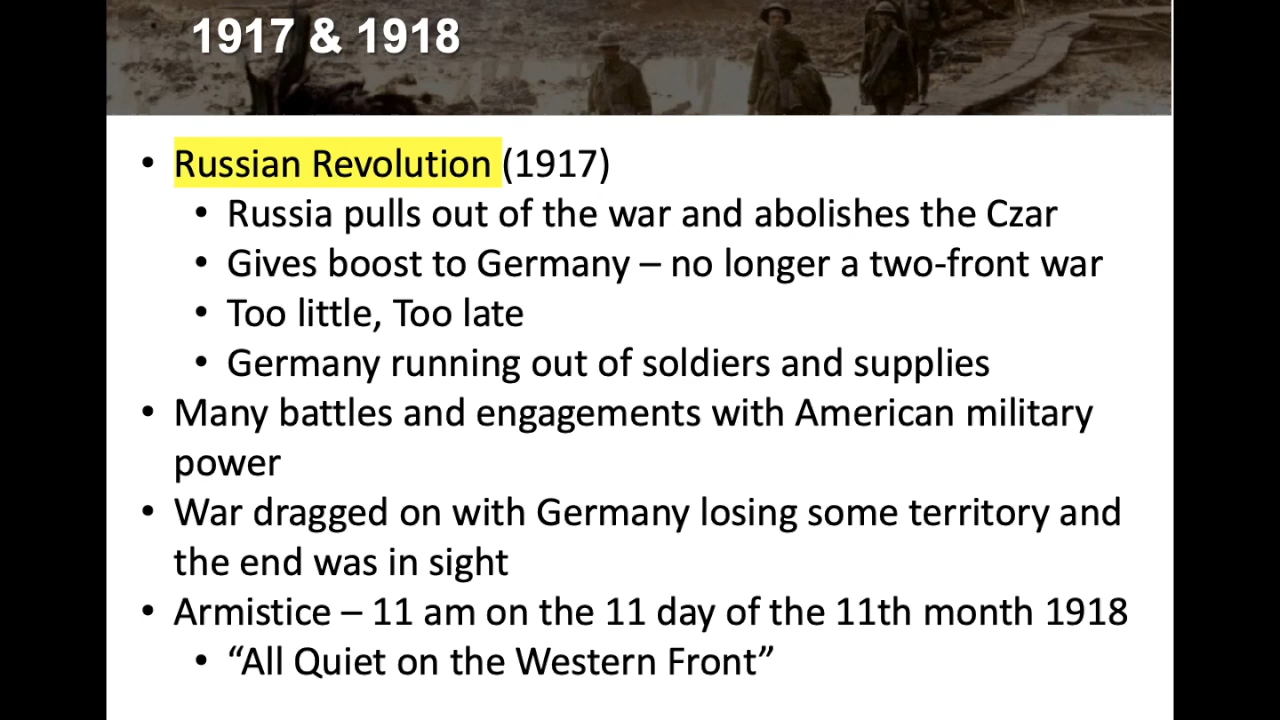 1917 & 1918
• Russian Revolution (1917)
• Russia pulls out of the war and abolishes the Czar
• Gives boost to Germany – no longer a two-front war
• Too little, Too late
• Germany running out of soldiers and supplies
• Many battles and engagements with American military
power
• War dragged on with Germany losing some territory and
the end was in sight
• Armistice – 11 am on the 11 day of the 11th month 1918
• “All Quiet on the Western Front”